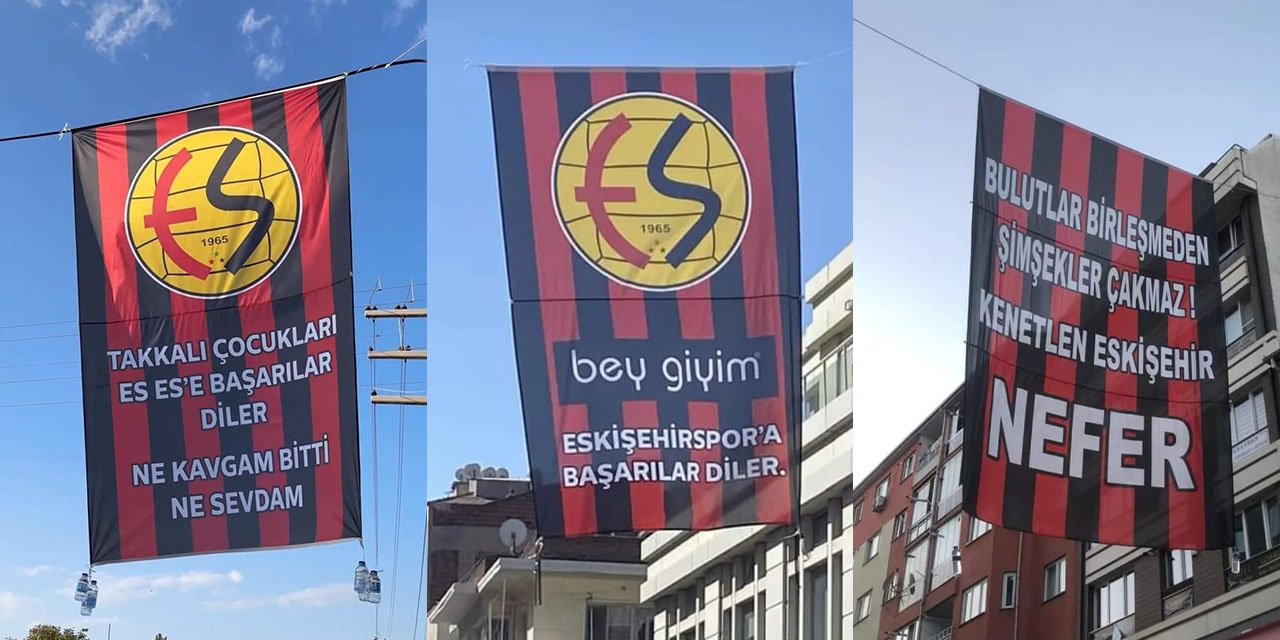 ES
1965
TAKKALI ÇOCUKLARI
ES ES'E BAŞARILAR
DİLER
NE KAVGAM BİTTİ
NE SEVDAM
ES
1965
bey giyim
ESKİŞEHİRSPOR'A
BAŞARILAR DİLER.
BULUTLAR BİRLEŞMEDEN
ŞİMŞEKLER ÇAKMAZ!
KENETLEN ESKİŞEHİR
NEFER